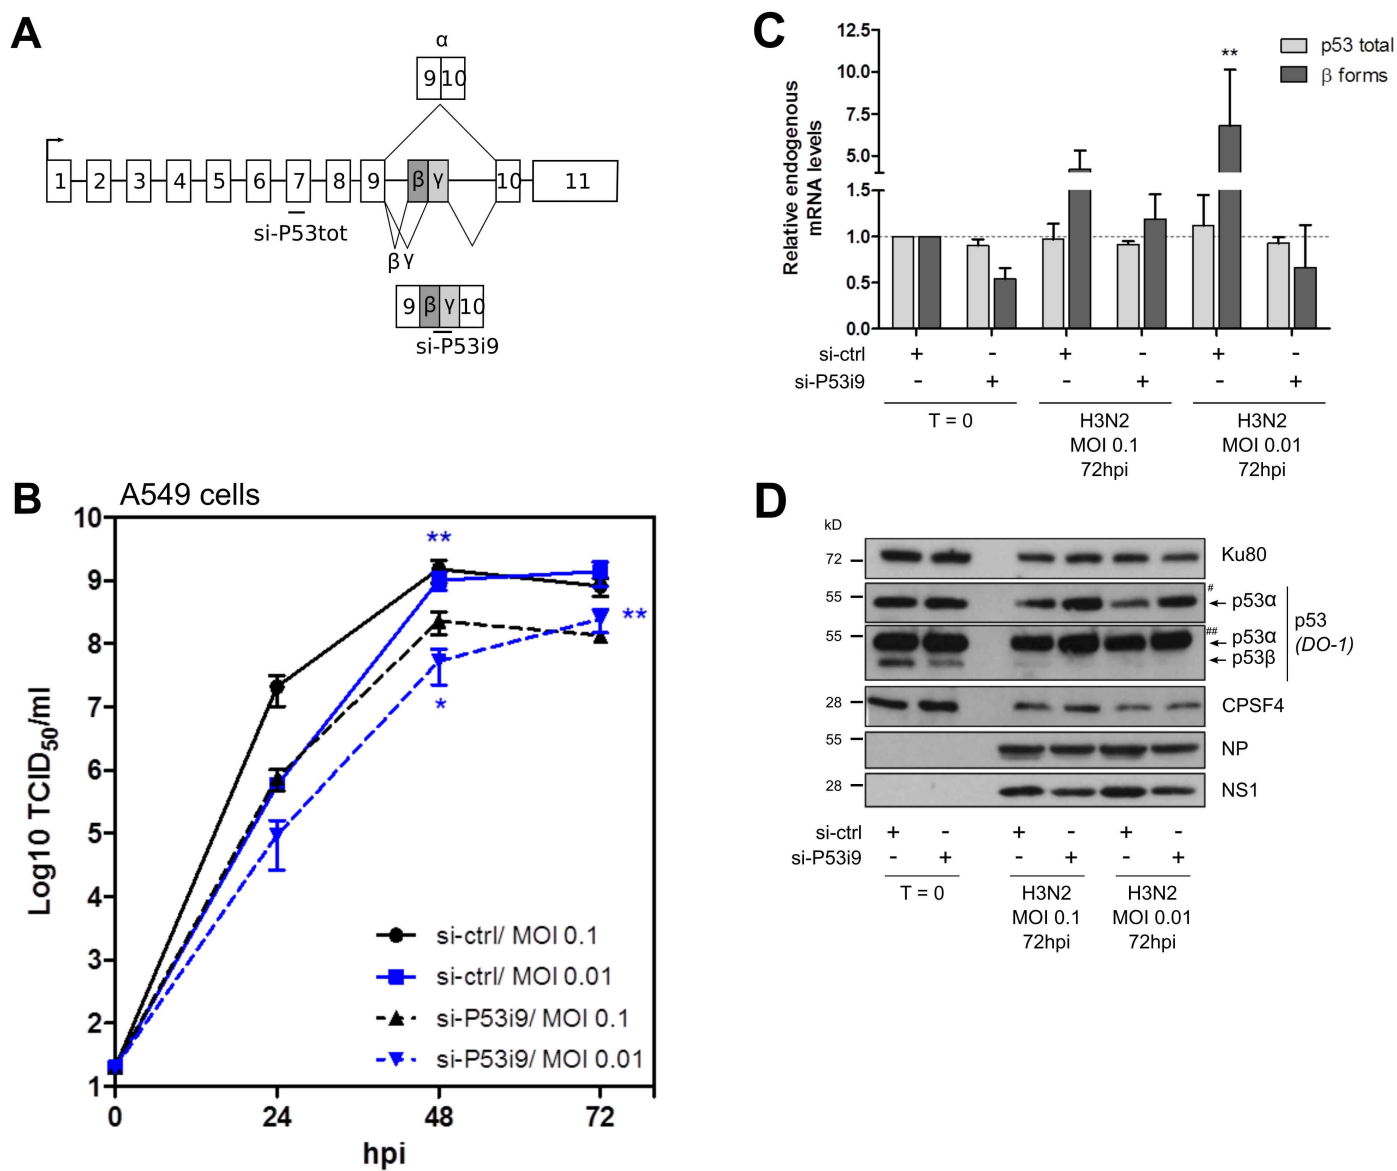 A
α
9 10
1 2 3 4 5 6 7 8 9 β γ 10 11
si-P53tot
β γ
9 β γ 10
si-P53i9
B
A549 cells
10
9
8
7
6
5
4
3
2
1
Log10 TCID50/ml
**
**
*
si-ctrl/ MOI 0.1
si-ctrl/ MOI 0.01
si-P53i9/ MOI 0.1
si-P53i9/ MOI 0.01
0 24 48 72
hpi
C
Relative endogenous
mRNA levels
12.5
10.0
7.5
5.0
1.5
1.0
0.5
0.0
**
p53 total
β forms
si-ctrl + - + - + -
si-P53i9 - + - + - +
T = 0
H3N2
MOI 0.1
72hpi
H3N2
MOI 0.01
72hpi
D
kD
72 Ku80
55 # p53α
55 ## p53α
p53β
p53
(DO-1)
28 CPSF4
55 NP
28 NS1
si-ctrl + - + - + -
si-P53i9 - + - + - +
T = 0
H3N2
MOI 0.1
72hpi
H3N2
MOI 0.01
72hpi